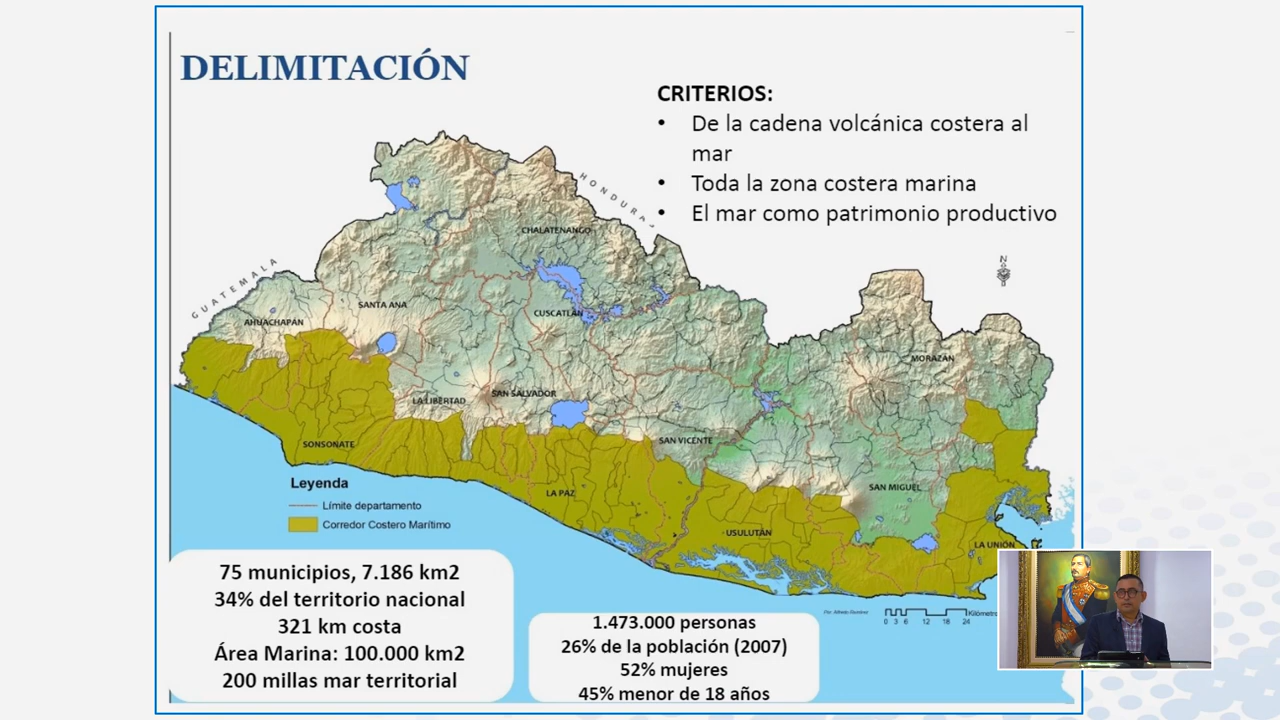 DELIMITACIÓN
CRITERIOS:
• De la cadena volcánica costera al
mar
• Toda la zona costera marina
• El mar como patrimonio productivo
HONDURAS
GUATEMALA
N
CHALATENANGO
SANTA ANA
CUSCATLÁN
AHUACHAPÁN
MORAZÁN
LA LIBERTAD
SAN SALVADOR
SONSONATE
SAN VICENTE
LA PAZ
SAN MIGUEL
USULUTÁN
LA UNIÓN
Leyenda
Límite departamento
Corredor Costero Marítimo
75 municipios, 7.186 km2
34% del territorio nacional
321 km costa
Área Marina: 100.000 km2
200 millas mar territorial
1.473.000 personas
26% de la población (2007)
52% mujeres
45% menor de 18 años
Kilómetro
0 3 6 12 18 24